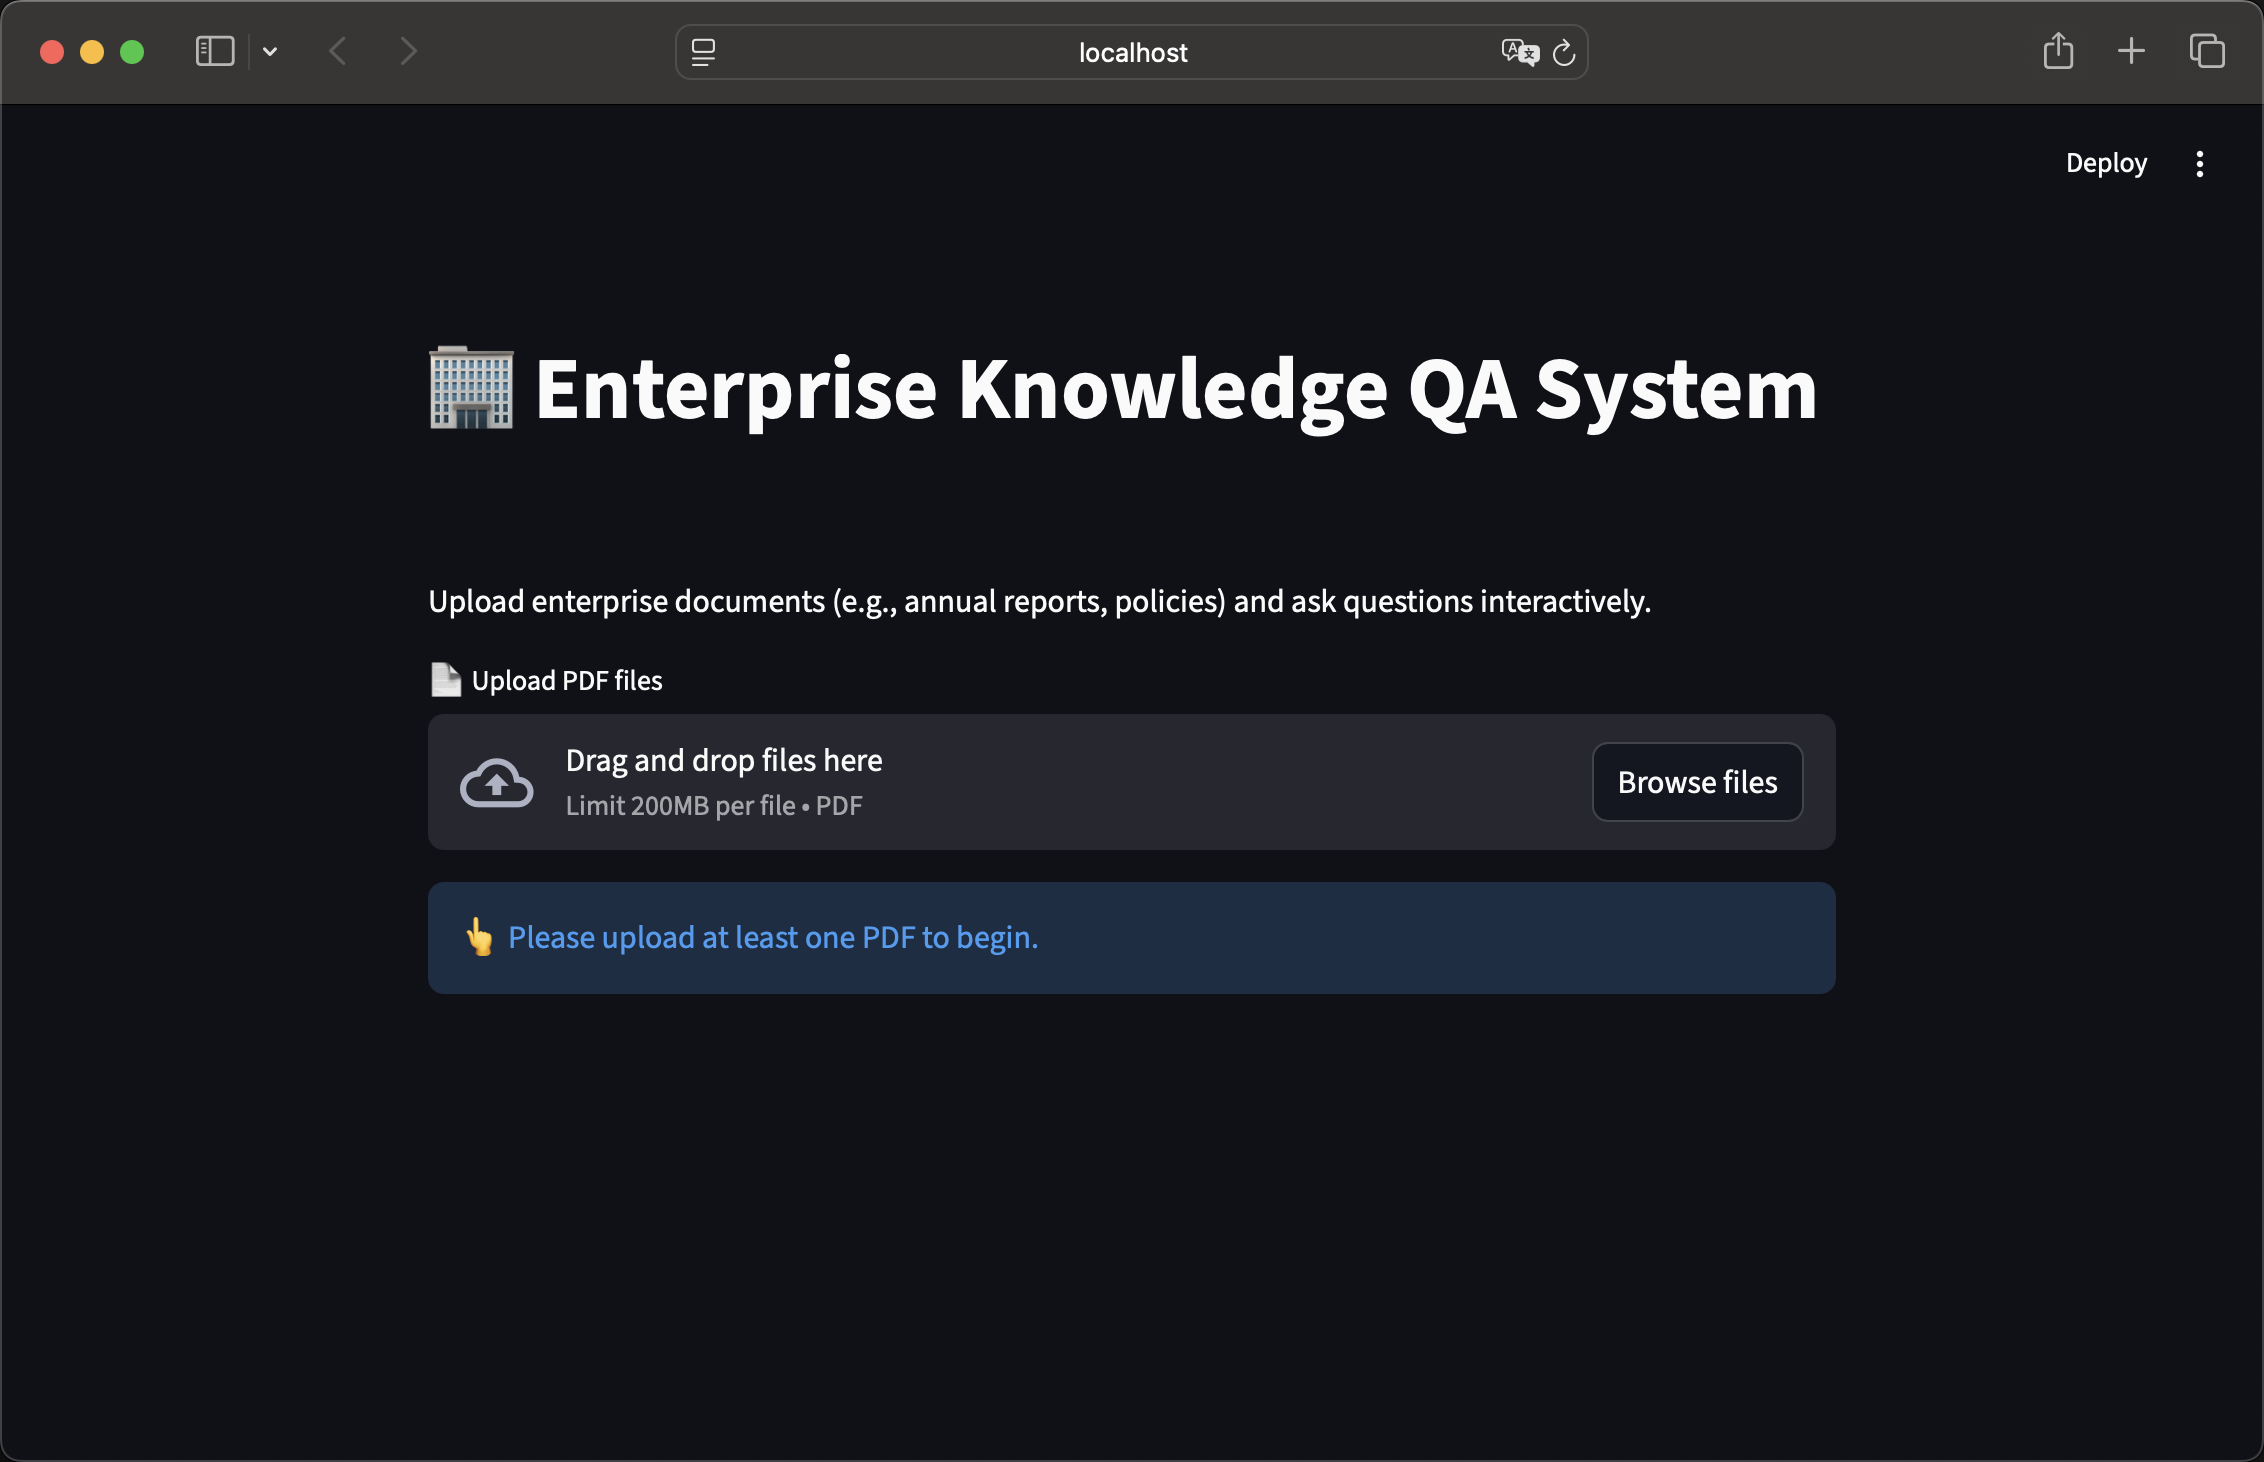 localhost
Deploy
🏢 Enterprise Knowledge QA System
Upload enterprise documents (e.g., annual reports, policies) and ask questions interactively.
📄 Upload PDF files
Drag and drop files here
Limit 200MB per file • PDF
Browse files
👆 Please upload at least one PDF to begin.